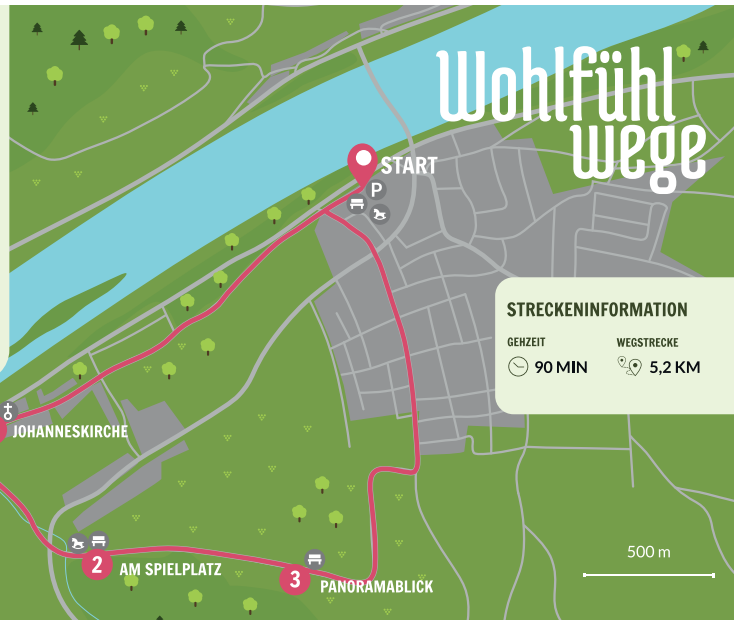 Wohlfühl
wege
START
P
STRECKENINFORMATION
GEHZEIT
WEGSTRECKE
90 MIN
5,2 KM
JOHANNESKIRCHE
2
AM SPIELPLATZ
3
PANORAMABLICK
500 m